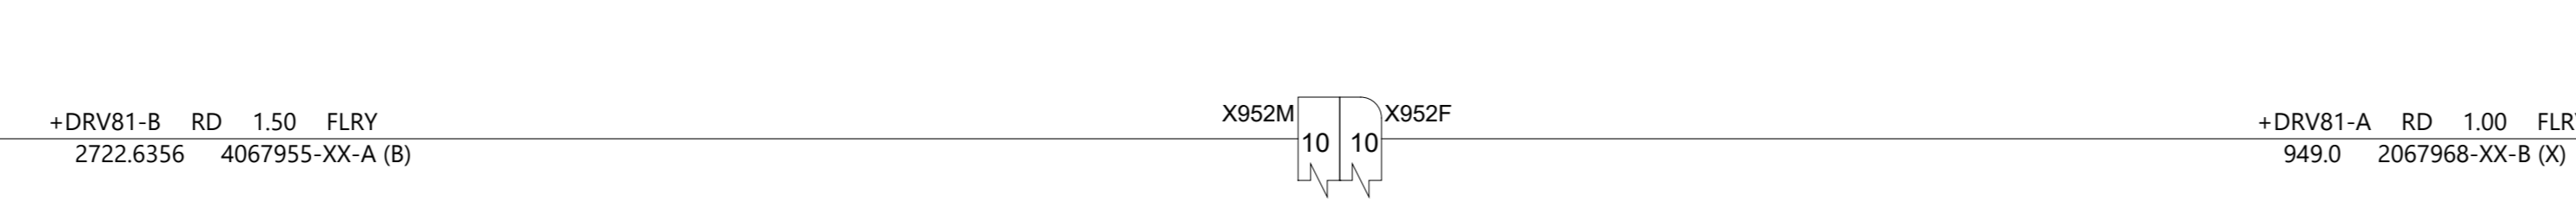 +DRV81-B RD 1.50 FLRY
2722.6356 4067955-XX-A (B)
X952M
10
10
X952F
+DRV81-A RD 1.00
949.0 2067968-XX-B (X)